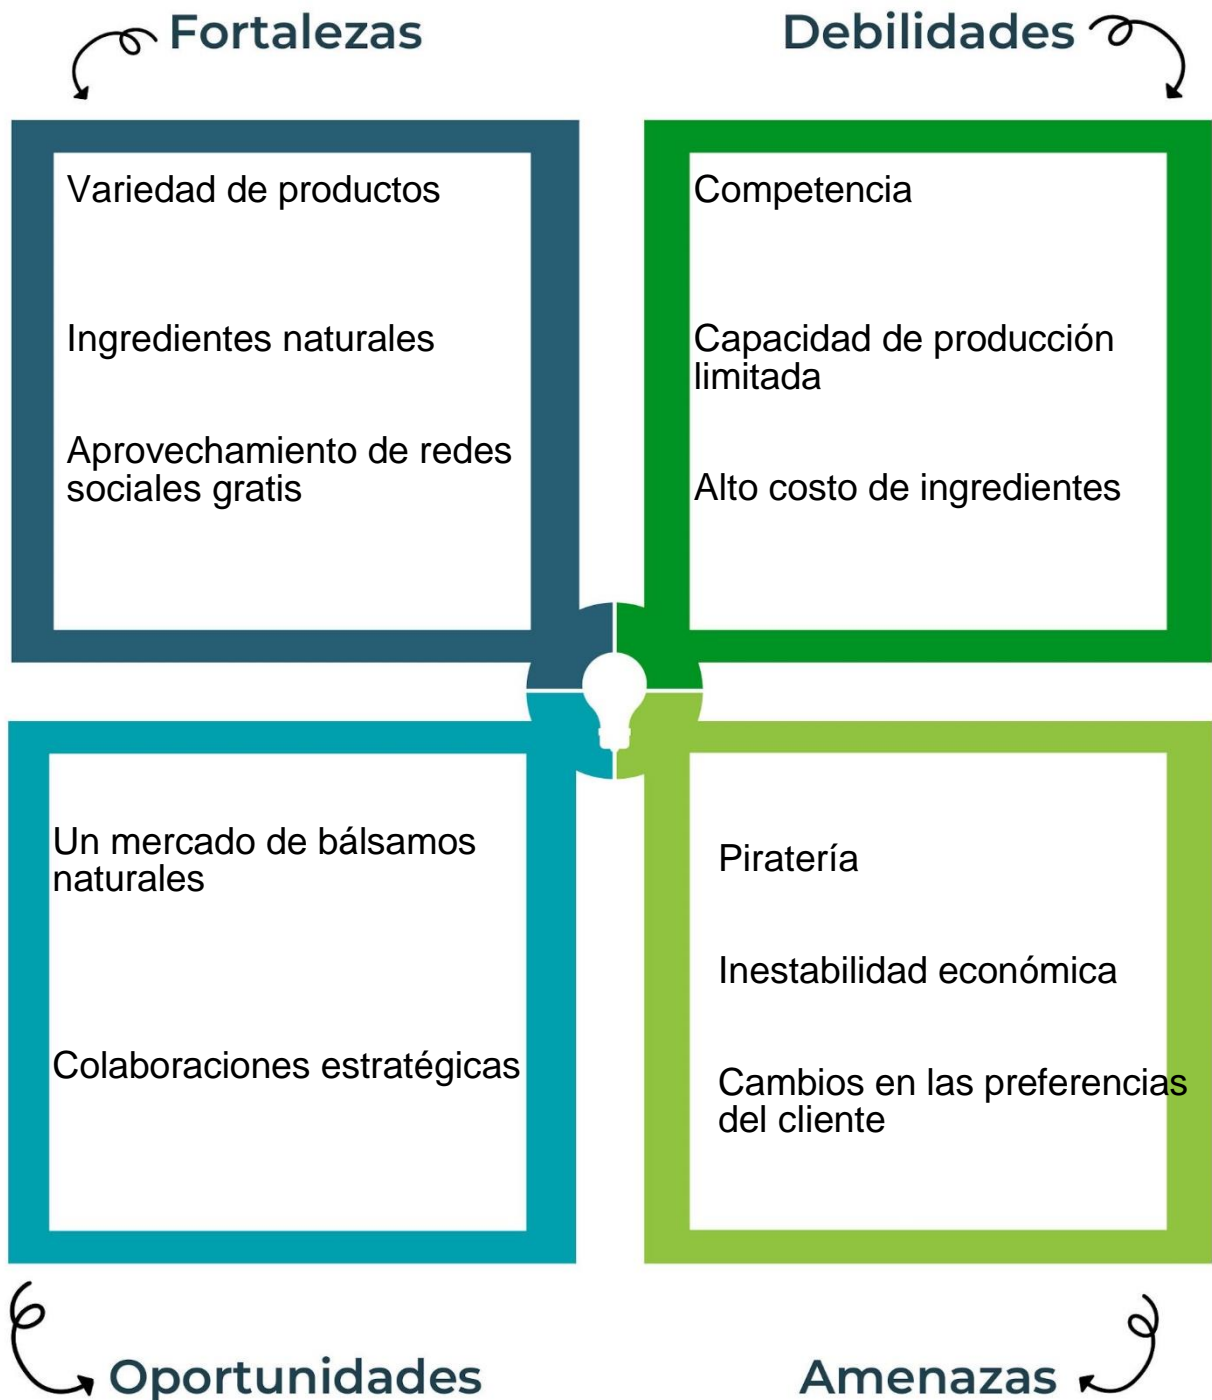 Fortalezas
Debilidades
Variedad de productos
Ingredientes naturales
Aprovechamiento de redes
sociales gratis
Competencia
Capacidad de producción
limitada
Alto costo de ingredientes
Un mercado de bálsamos
naturales
Colaboraciones estratégicas
Piratería
Inestabilidad económica
Cambios en las preferencias
del cliente
Oportunidades
Amenazas